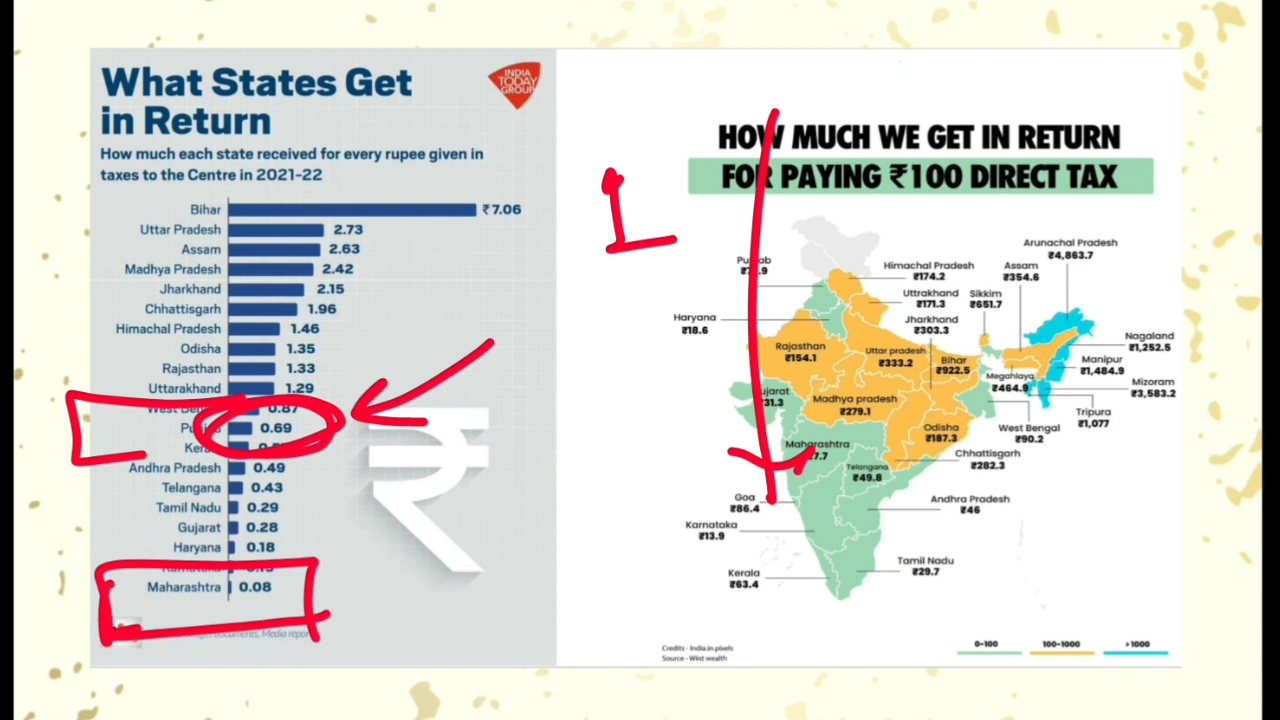 What States Get
in Return
INDIA
TODAY
GROUP
How much each state received for every rupee given in
taxes to the Centre in 2021-22
Bihar ₹7.06
Uttar Pradesh 2.73
Assam 2.63
Madhya Pradesh 2.42
Jharkhand 2.15
Chhattisgarh 1.96
Himachal Pradesh 1.46
Odisha 1.35
Rajasthan 1.33
Uttarakhand 1.29
West 0.87
0.69
Andhra Pradesh 0.49
Telangana 0.43
Tamil Nadu 0.29
Gujarat 0.28
Haryana 0.18
Maharashtra 0.08
documents, Media
₹
1
HOW MUCH WE GET IN RETURN
FOR PAYING ₹100 DIRECT TAX
Arunachal Pradesh
₹4,863.7
Punjab
Himachal Pradesh
₹174.2
Assam
₹354.6
Uttrakhand
₹171.3
Sikkim
₹651.7
Haryana
₹18.6
Jharkhand
₹303.3
Nagaland
₹1,252.5
Rajasthan
₹154.1
Uttar pradesh
₹333.2
Bihar
₹922.5
Manipur
₹1,484.9
Megahlaya
₹464.9
Mizoram
₹3,583.2
Madhya pradesh
₹279.1
Tripura
₹1,077
Odisha
₹187.3
West Bengal
₹90.2
Maharashtra
Telangana
₹49.8
Chhattisgarh
₹282.3
Goa
₹86.4
Andhra Pradesh
₹46
Karnataka
₹13.9
Tamil Nadu
₹29.7
Kerala
₹63.4
Credits - India.in.pixels
Source - Wint wealth
0-100 100-1000 >1000